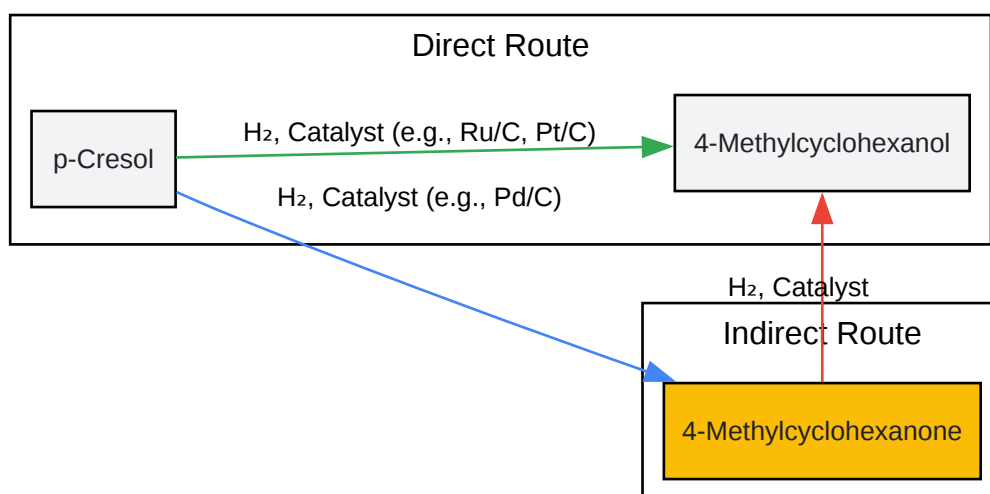 Direct Route
p-Cresol
H₂, Catalyst (e.g., Ru/C, Pt/C)
4-Methylcyclohexanol
H₂, Catalyst (e.g., Pd/C)
H₂, Catalyst
Indirect Route
4-Methylcyclohexanone